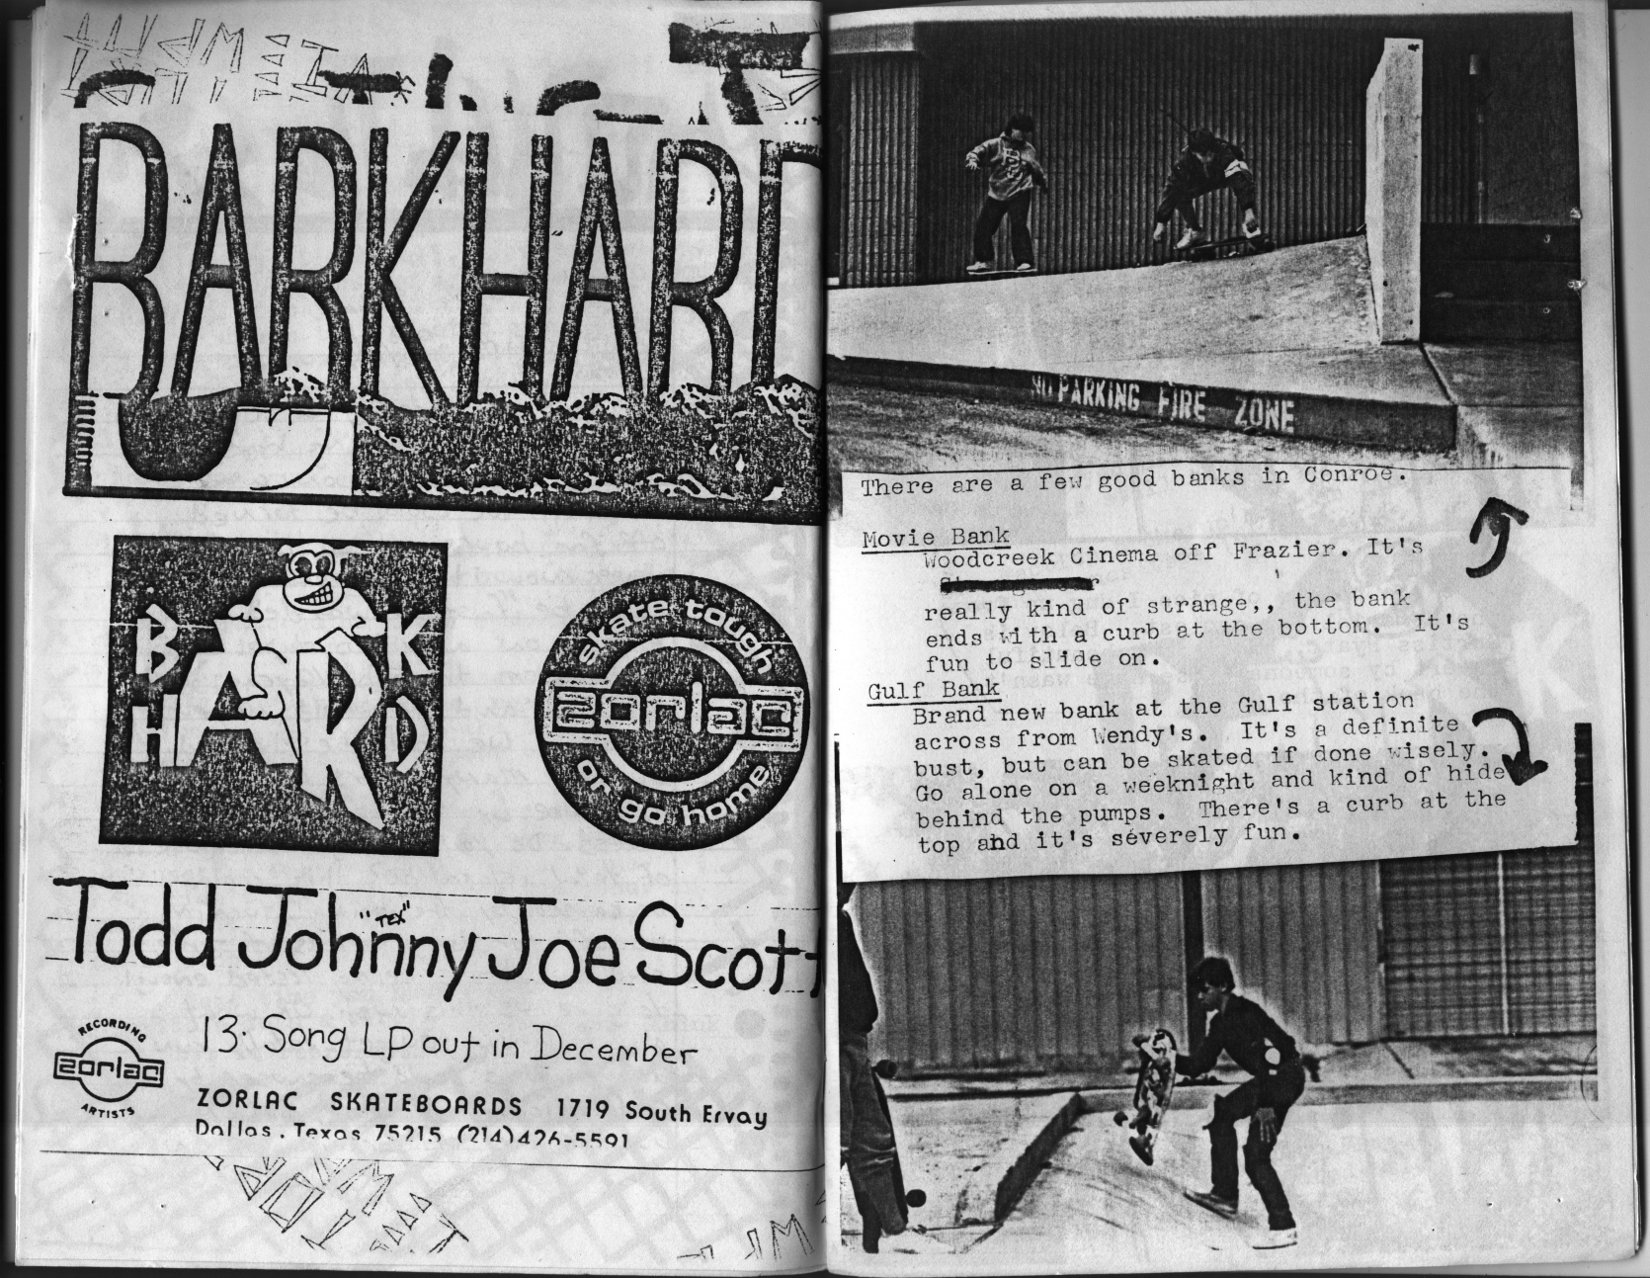 BARKHARD
BARK
HARD
skate tough
zorlac
or go home
Todd Johnny "TEX" Joe Scott
13. Song LP out in December
RECORDING
zorlac
ARTISTS
ZORLAC SKATEBOARDS 1719 South Ervay
Dallas, Texas 75215 (214)426-5591
NO PARKING FIRE ZONE
There are a few good banks in Conroe.
Movie Bank
Woodcreek Cinema off Frazier. It's
really kind of strange,, the bank
ends with a curb at the bottom. It's
fun to slide on.
Gulf Bank
Brand new bank at the Gulf station
across from Wendy's. It's a definite
bust, but can be skated if done wisely.
Go alone on a weeknight and kind of hide
behind the pumps. There's a curb at the
top and it's severely fun.